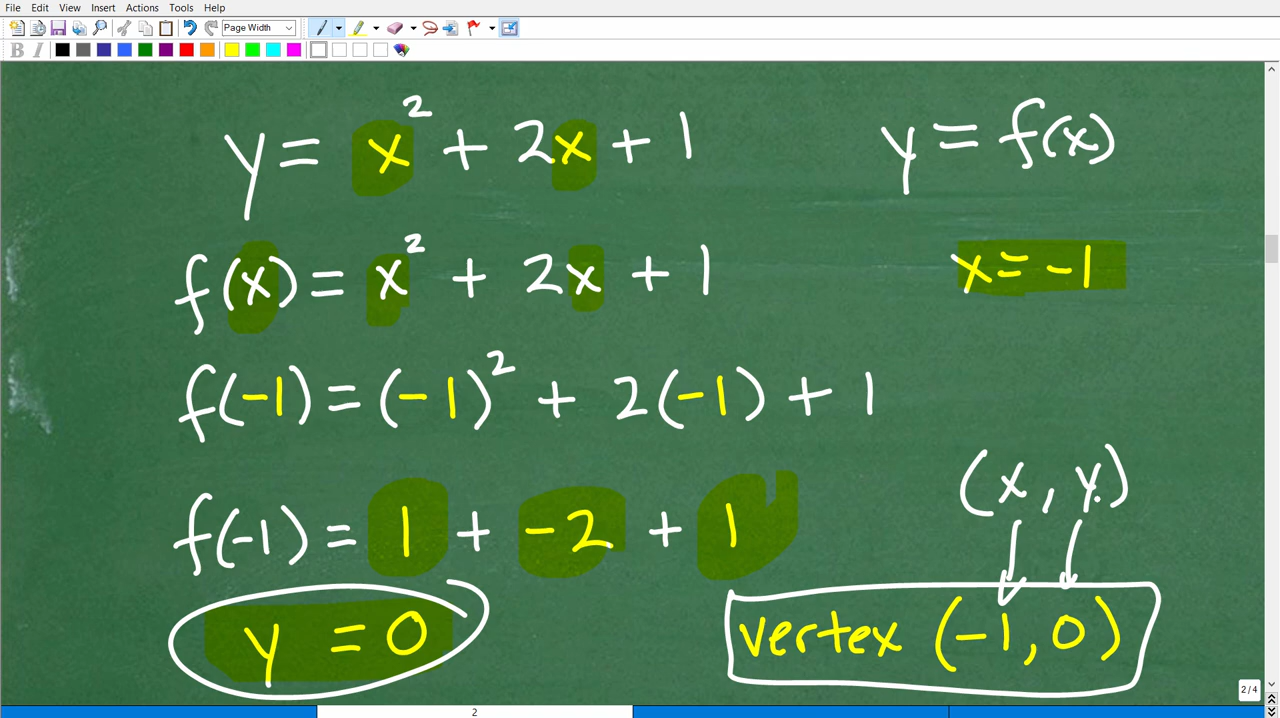 File Edit View Insert Actions Tools Help
Page Width
B I
y = x² + 2x + 1
y = f(x)
f(x) = x² + 2x + 1
x = -1
f(-1) = (-1)² + 2(-1) + 1
(x, y)
f(-1) = 1 + -2 + 1
y = 0
vertex (-1, 0)
2 / 4
2